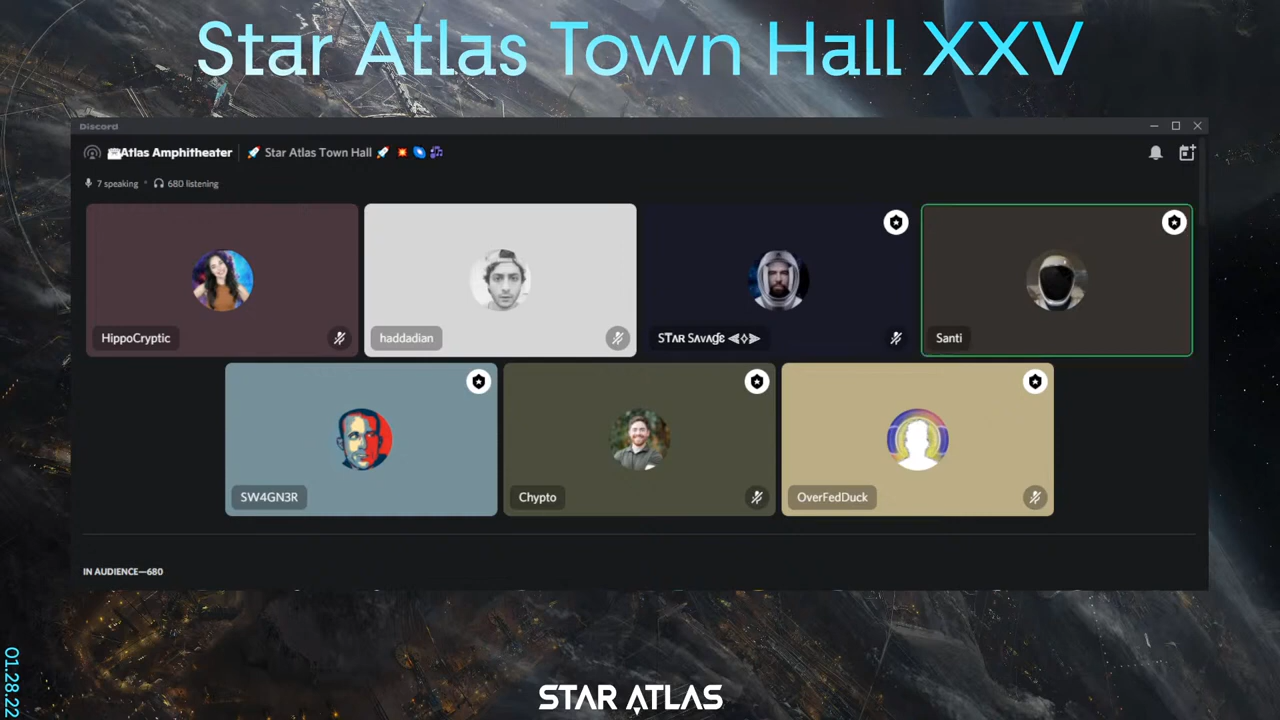 Star Atlas Town Hall XXV
Discord
Atlas Amphitheater
Star Atlas Town Hall
7 speaking • 680 listening
HippoCryptic
haddadian
STar Savage
Santi
SW4GN3R
Chypto
OverFedDuck
IN AUDIENCE—680
01.28.22
STAR ATLAS